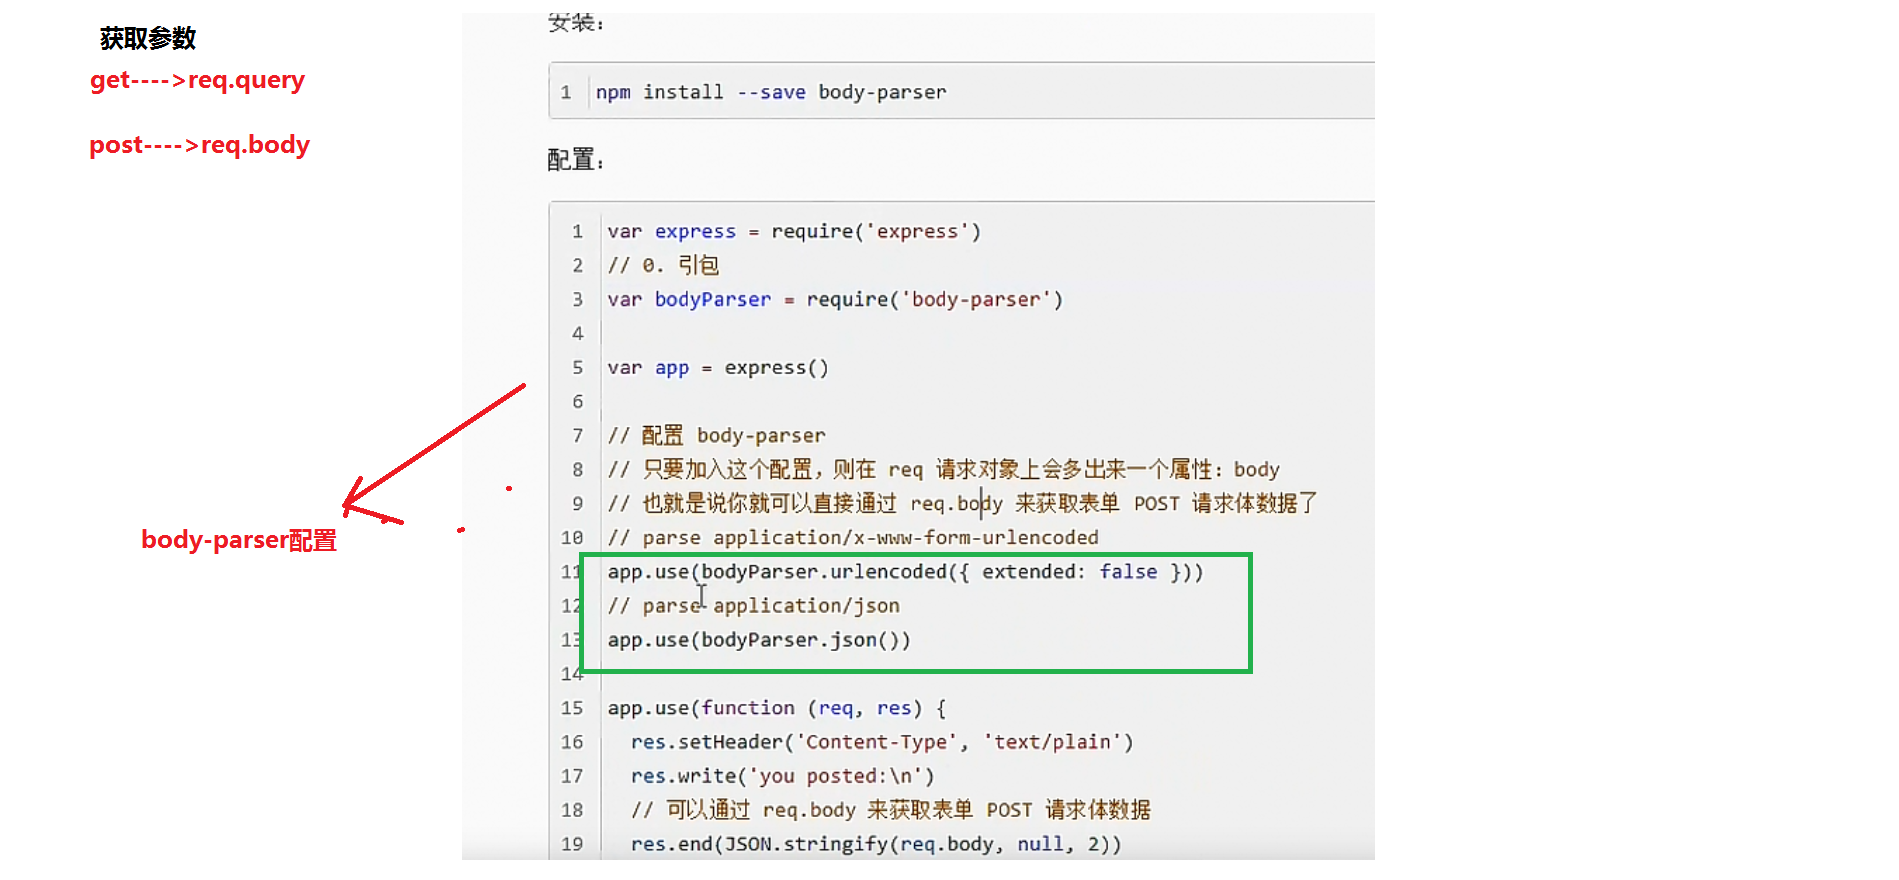 获取参数
get---->req.query
post---->req.body
body-parser配置
安装：
1 npm install --save body-parser
配置：
1 var express = require('express')
2 // 0. 引包
3 var bodyParser = require('body-parser')
4
5 var app = express()
6
7 // 配置 body-parser
8 // 只要加入这个配置，则在 req 请求对象上会多出来一个属性：body
9 // 也就是说你就可以直接通过 req.body 来获取表单 POST 请求体数据了
10 // parse application/x-www-form-urlencoded
11 app.use(bodyParser.urlencoded({ extended: false }))
12 // parse application/json
13 app.use(bodyParser.json())
14
15 app.use(function (req, res) {
16 res.setHeader('Content-Type', 'text/plain')
17 res.write('you posted:\n')
18 // 可以通过 req.body 来获取表单 POST 请求体数据
19 res.end(JSON.stringify(req.body, null, 2))